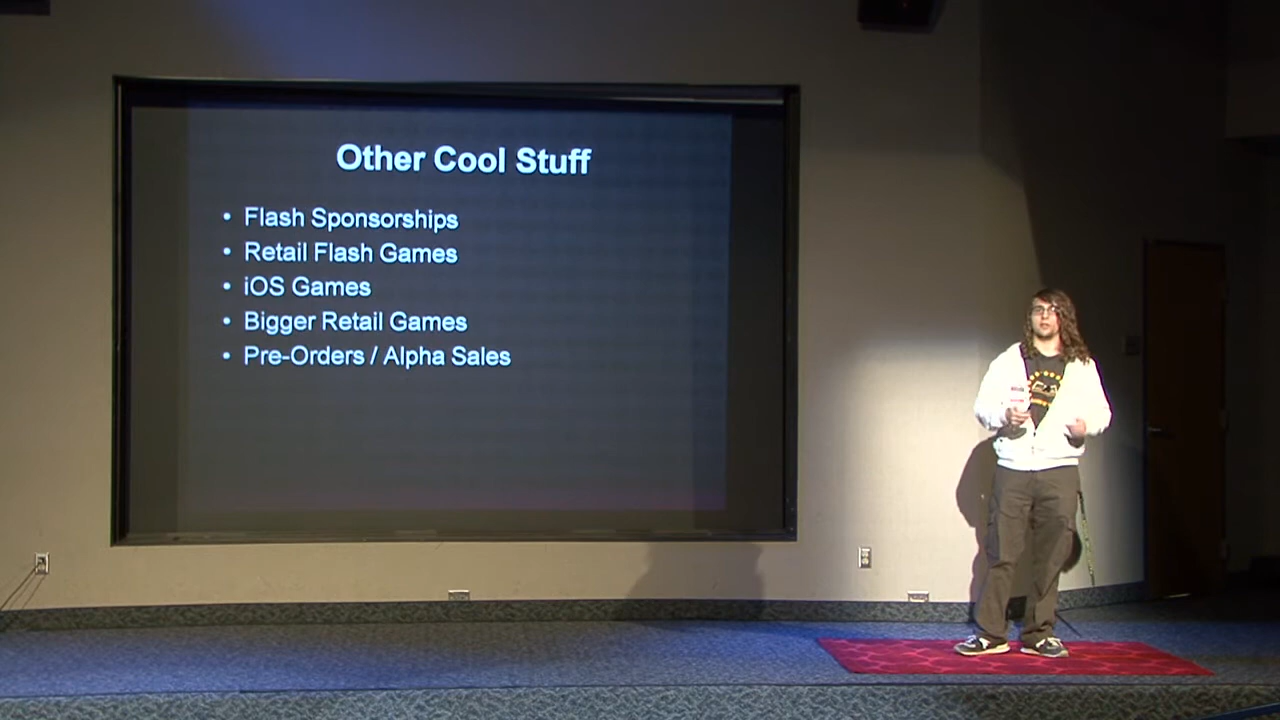 Other Cool Stuff
• Flash Sponsorships
• Retail Flash Games
• iOS Games
• Bigger Retail Games
• Pre-Orders / Alpha Sales